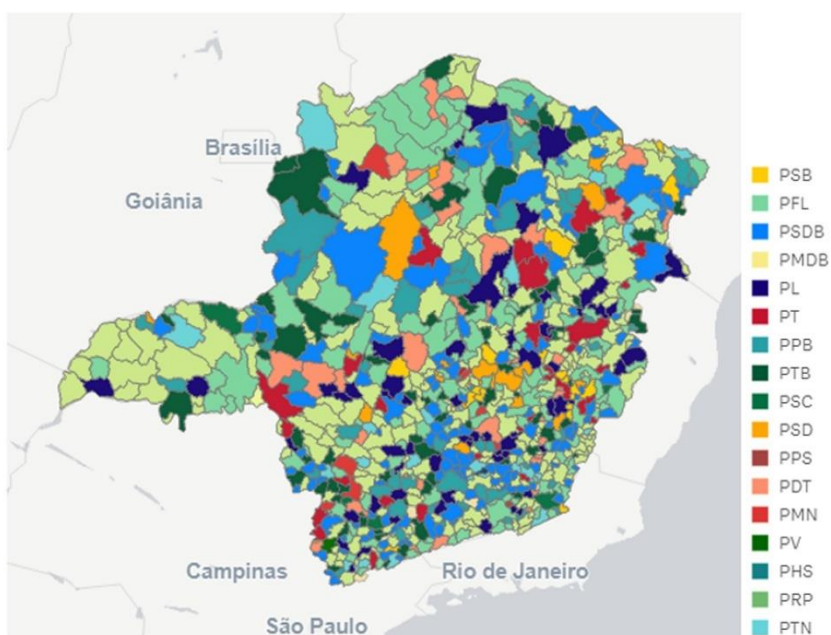 Brasília
Goiânia
Campinas
Rio de Janeiro
São Paulo
PSB
PFL
PSDB
PMDB
PL
PT
PPB
PTB
PSC
PSD
PPS
PDT
PMN
PV
PHS
PRP
PTN